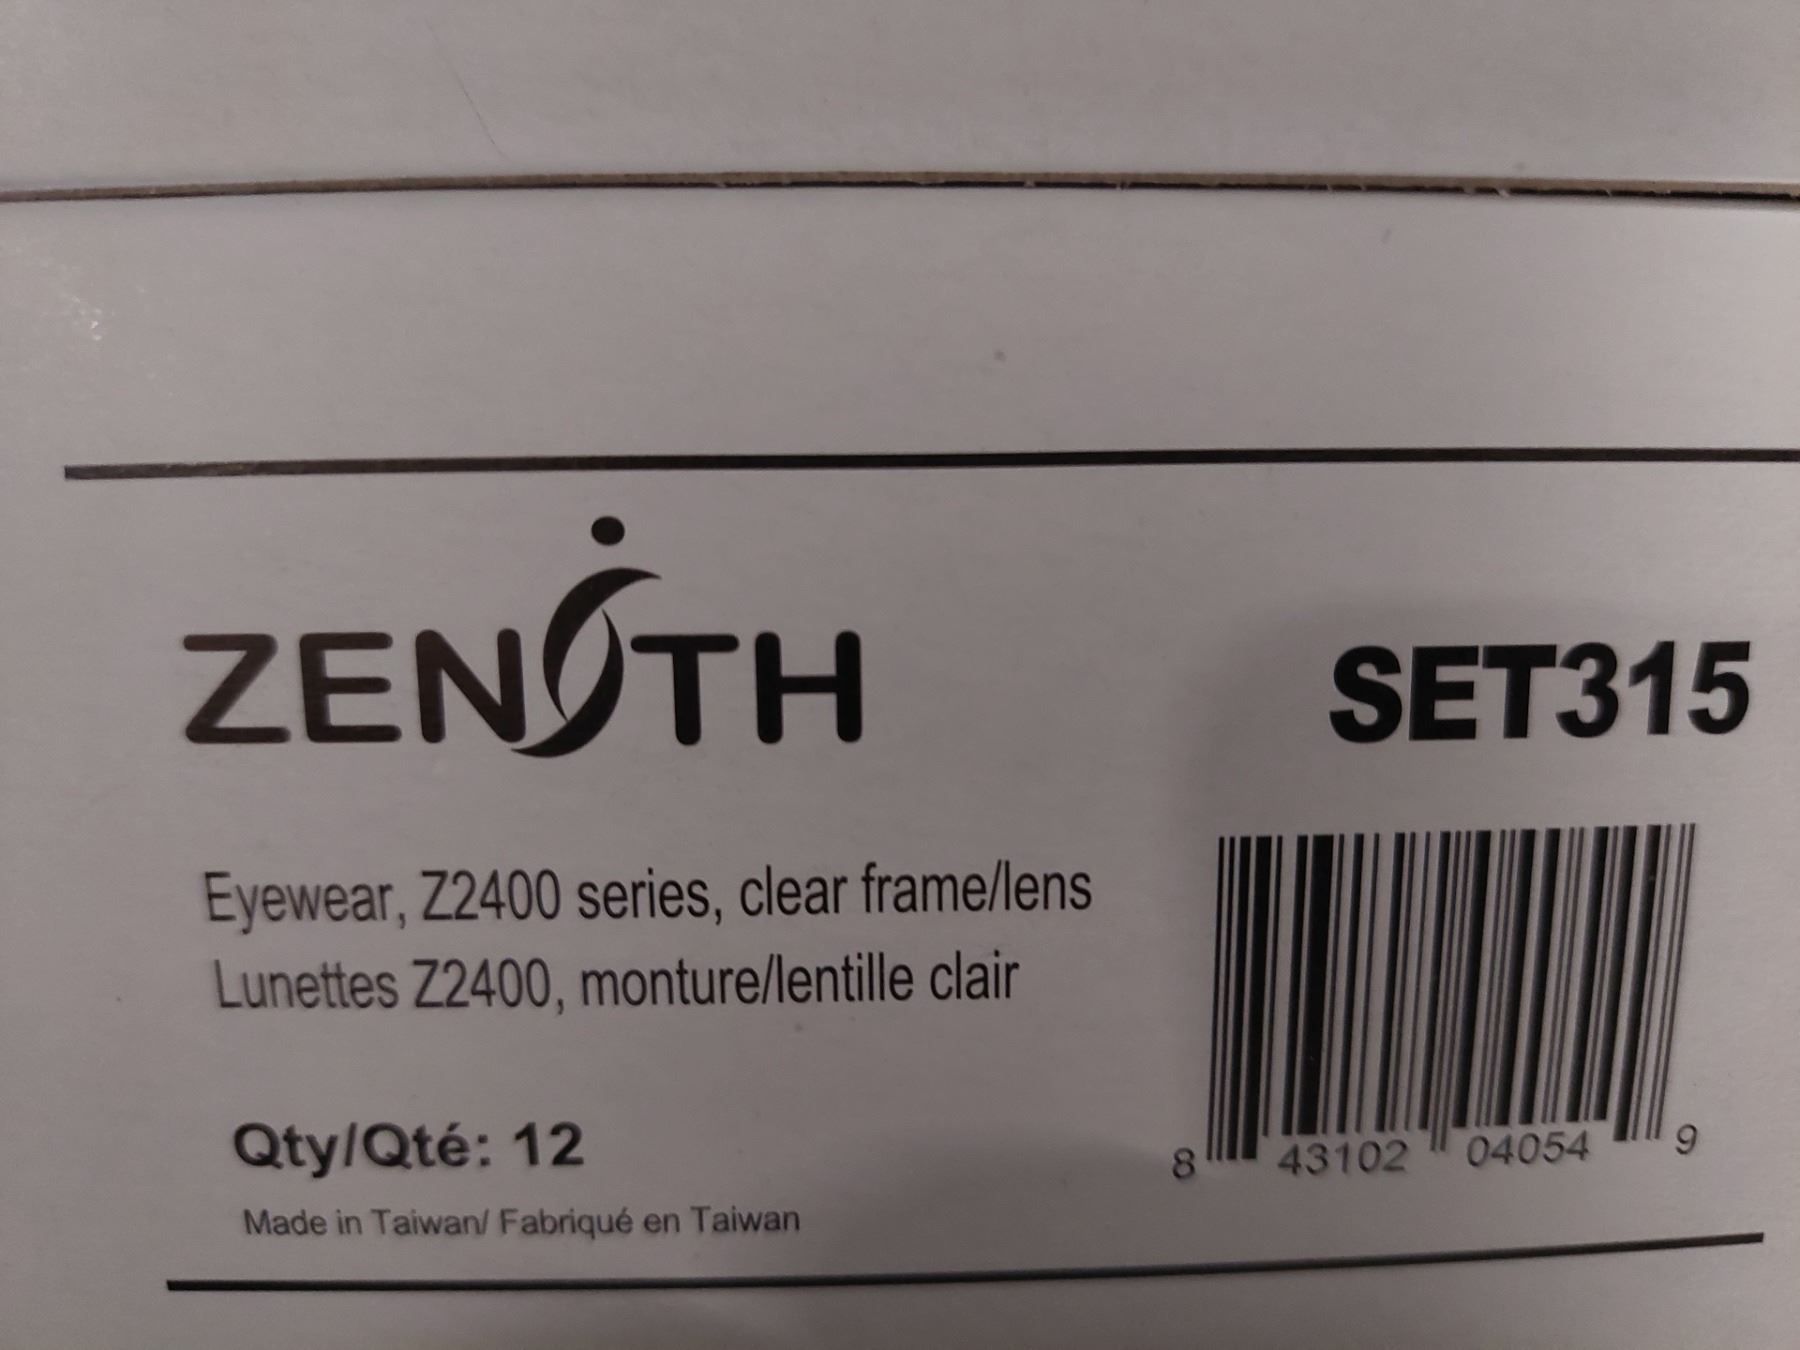 ZENITH
SET315
Eyewear, Z2400 series, clear frame/lens
Lunettes Z2400, monture/lentille clair
Qty/Qté: 12
Made in Taiwan/ Fabriqué en Taiwan
8 43102 04054 9